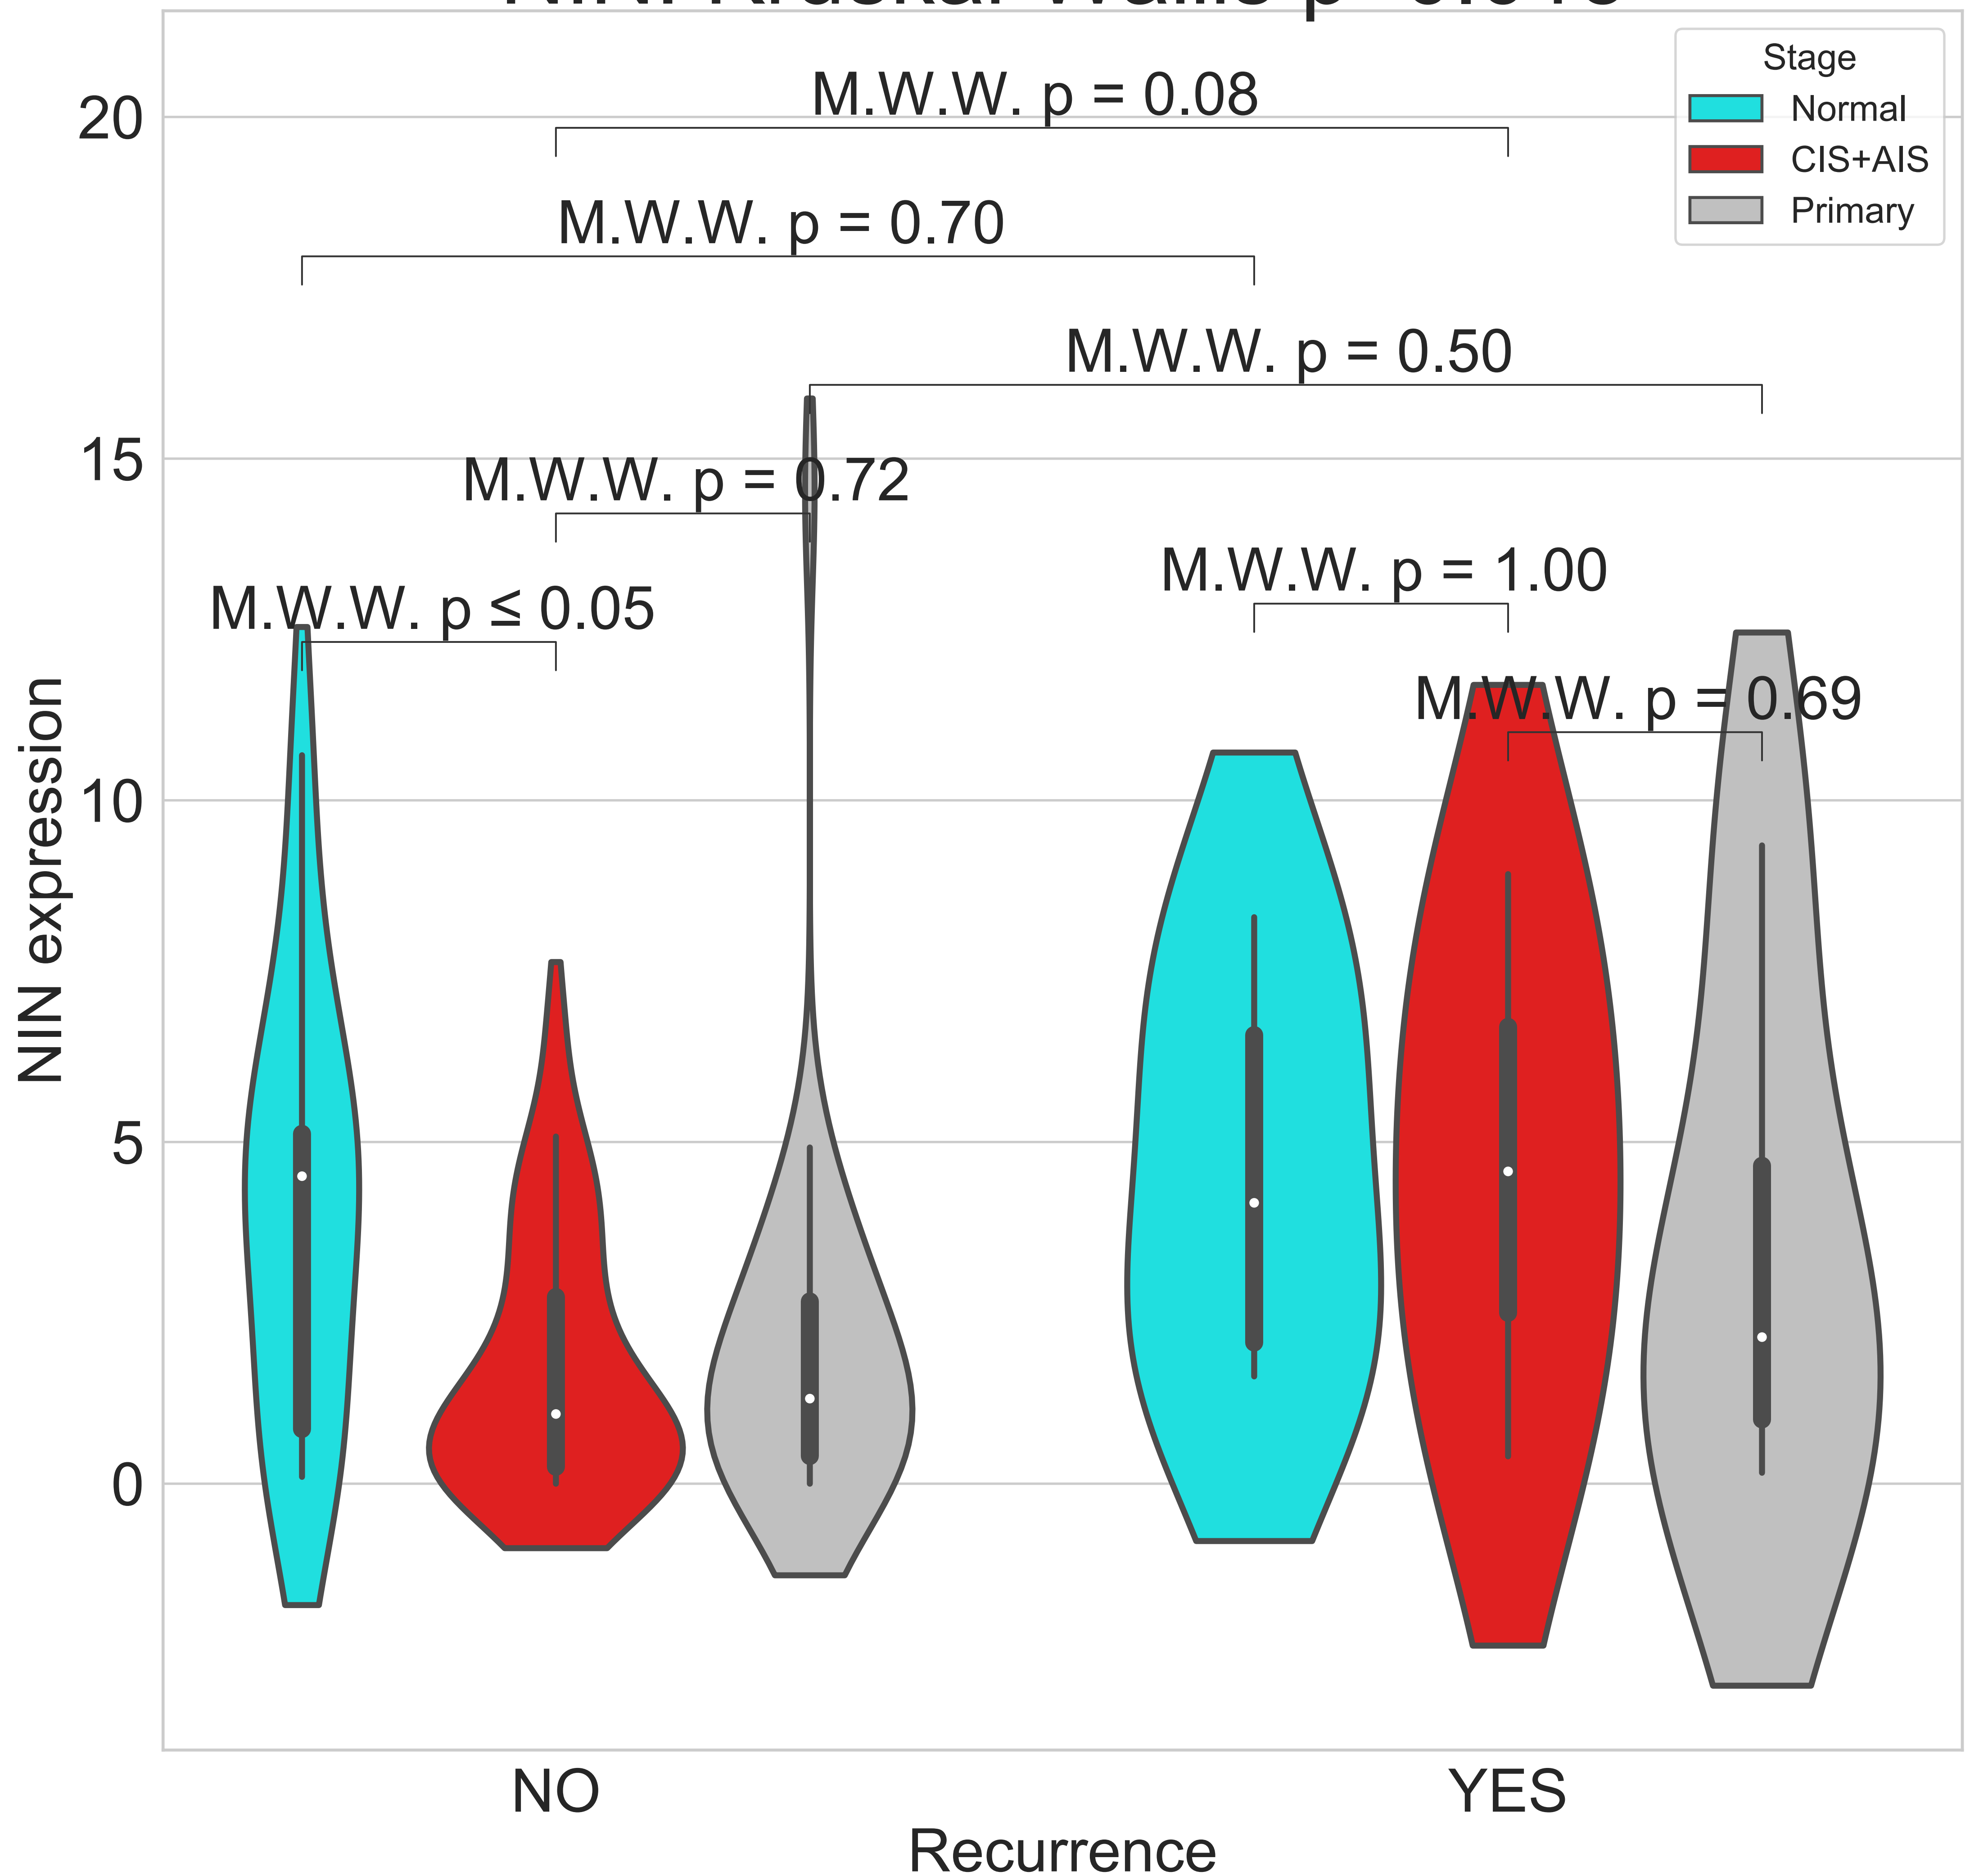 Stage
Normal
CIS+AIS
Primary
M.W.W. p = 0.08
M.W.W. p = 0.70
M.W.W. p = 0.50
M.W.W. p = 0.72
M.W.W. p = 1.00
M.W.W. p ≤ 0.05
M.W.W. p = 0.69
20
15
10
5
0
NIN expression
NO
YES
Recurrence